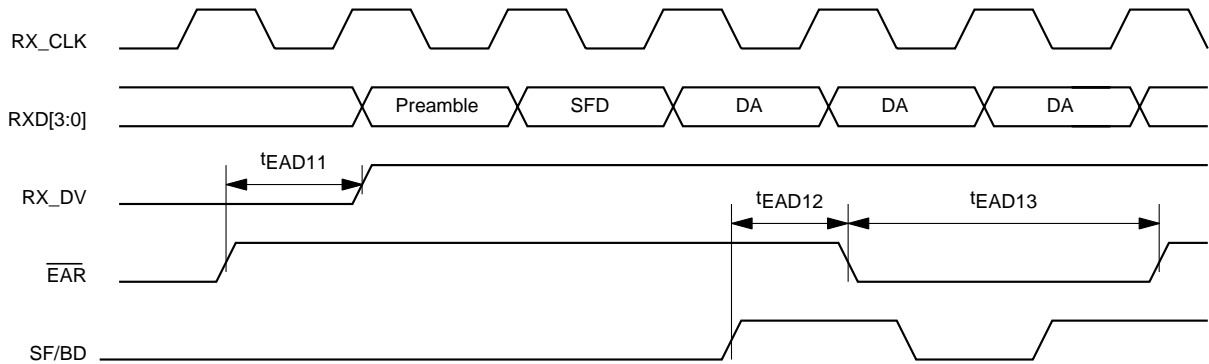 RX_CLK
RXD[3:0] Preamble SFD DA DA DA
tEAD11
RX_DV
tEAD12 tEAD13
EAR
SF/BD